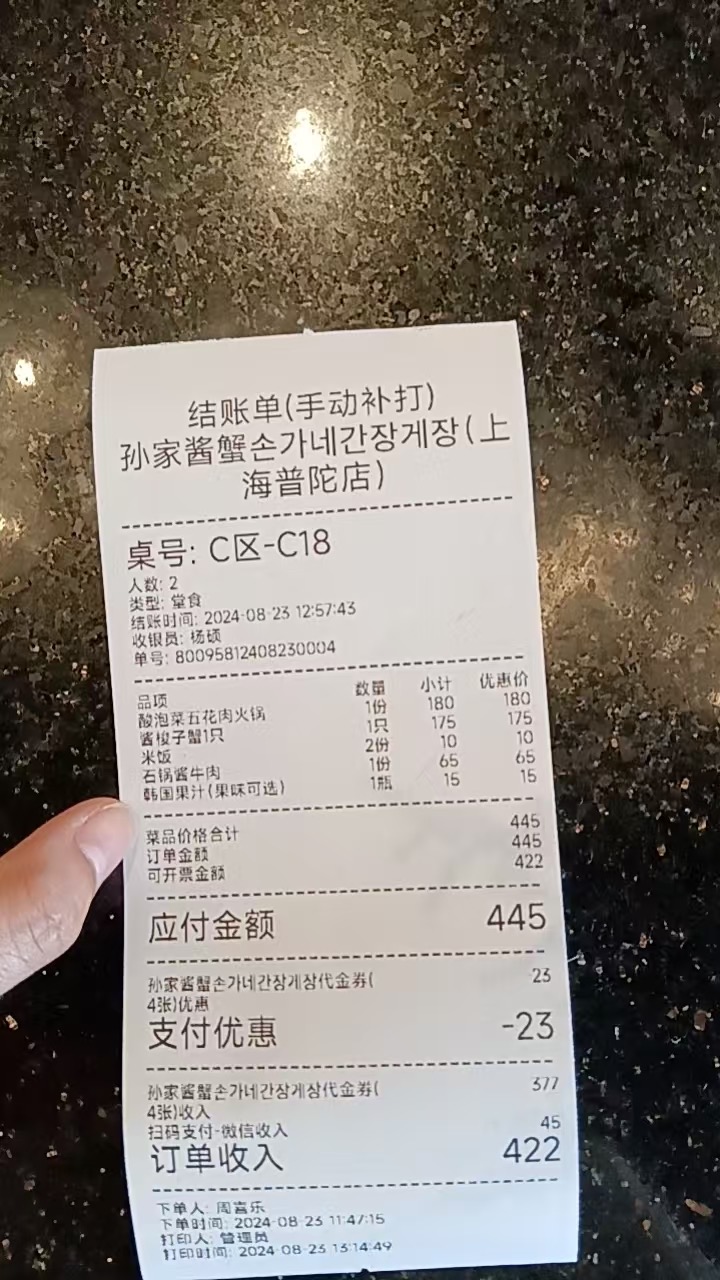 结账单(手动补打)
孙家酱蟹손가네간장게장(上
海普陀店)
桌号: C区-C18
人数: 2
类型: 堂食
结账时间: 2024-08-23 12:57:43
收银员: 杨硕
单号: 80095812408230004
品项 数量 小计 优惠价
酸泡菜五花肉火锅 1份 180 180
酱梭子蟹1只 1只 175 175
米饭 2份 10 10
石锅酱牛肉 1份 65 65
韩国果汁(果味可选) 1瓶 15 15
菜品价格合计 445
订单金额 445
可开票金额 422
应付金额 445
孙家酱蟹손가네간장게장代金券( 23
4张)优惠
支付优惠 -23
孙家酱蟹손가네간장게장代金券( 377
4张)收入
扫码支付-微信收入 45
订单收入 422
下单人: 周喜乐
下单时间: 2024-08-23 11:47:15
打印人: 管理员
打印时间: 2024-08-23 13:14:49